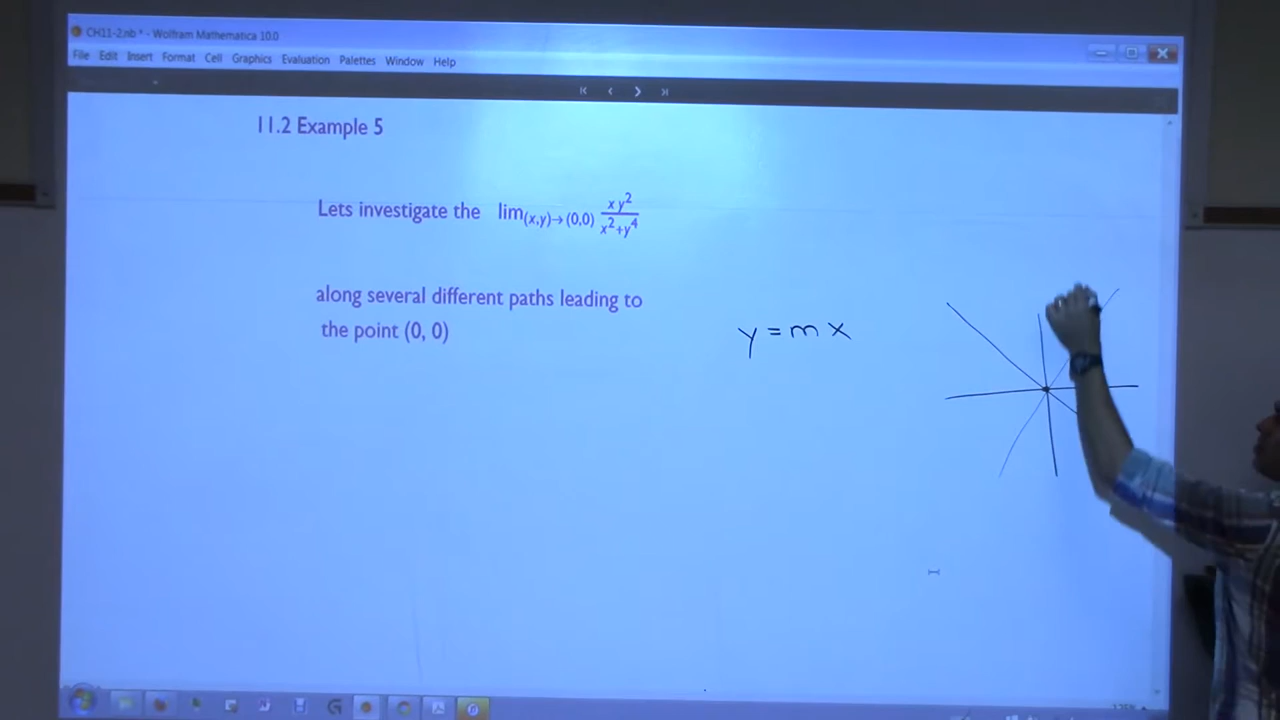 CH11-2.nb * - Wolfram Mathematica 10.0
File Edit Insert Format Cell Graphics Evaluation Palettes Window Help
11.2 Example 5
Lets investigate the lim(x,y)→(0,0) xy²/x²+y⁴
along several different paths leading to
the point (0, 0)
y = mx